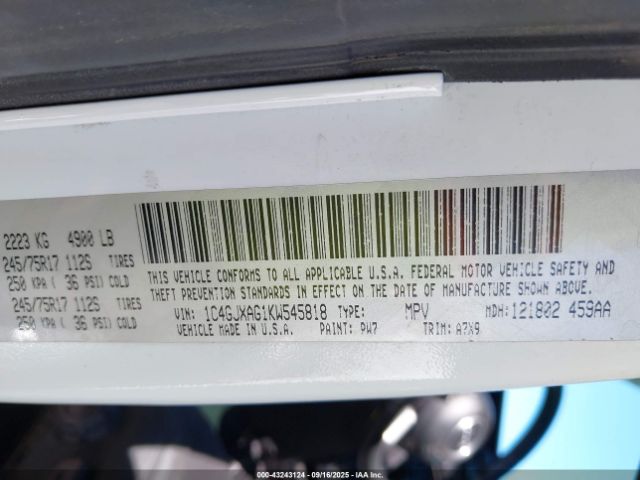 2223 KG 4900 LB
245/75R17 112S TIRES
250 KPA ( 36 PSI) COLD
245/75R17 112S TIRES
250 KPA ( 36 PSI) COLD
THIS VEHICLE CONFORMS TO ALL APPLICABLE U.S.A. FEDERAL MOTOR VEHICLE SAFETY AND
THEFT PREVENTION STANDARDS IN EFFECT ON THE DATE OF MANUFACTURE SHOWN ABOVE.
VIN: 1C4GJXAG1KW545818 TYPE: MPV MDH: 121802 459AA
VEHICLE MADE IN U.S.A. PAINT: PW7 TRIM: A7X9
000-43243124 - 09/16/2025 - © IAA Inc.